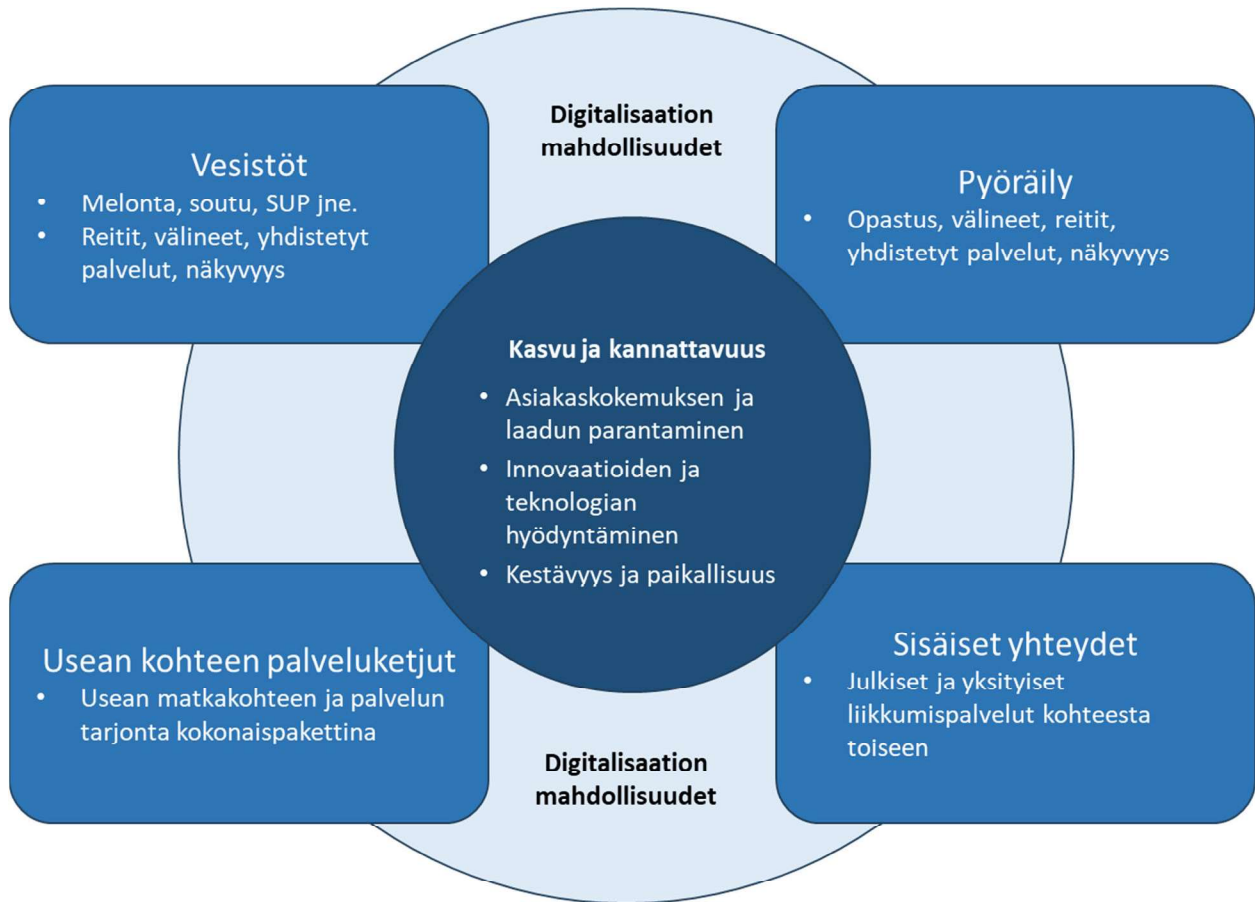 Digitalisaation
mahdollisuudet
Vesistöt
• Melonta, soutu, SUP jne.
• Reitit, välineet, yhdistetyt
palvelut, näkyvyys
Pyöräily
• Opastus, välineet, reitit,
yhdistetyt palvelut, näkyvyys
Kasvu ja kannattavuus
• Asiakaskokemuksen ja
laadun parantaminen
• Innovaatioiden ja
teknologian
hyödyntäminen
• Kestävyys ja paikallisuus
Usean kohteen palveluketjut
• Usean matkakohteen ja palvelun
tarjonta kokonaispakettina
Sisäiset yhteydet
• Julkiset ja yksityiset
liikkumispalvelut kohteesta
toiseen
Digitalisaation
mahdollisuudet